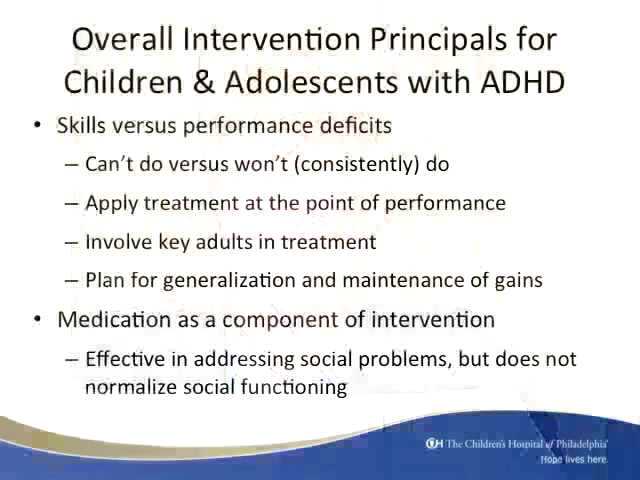 Overall Intervention Principals for
Children & Adolescents with ADHD
• Skills versus performance deficits
– Can't do versus won't (consistently) do
– Apply treatment at the point of performance
– Involve key adults in treatment
– Plan for generalization and maintenance of gains
• Medication as a component of intervention
– Effective in addressing social problems, but does not
normalize social functioning
CH The Children's Hospital of Philadelphia®
Hope lives here.